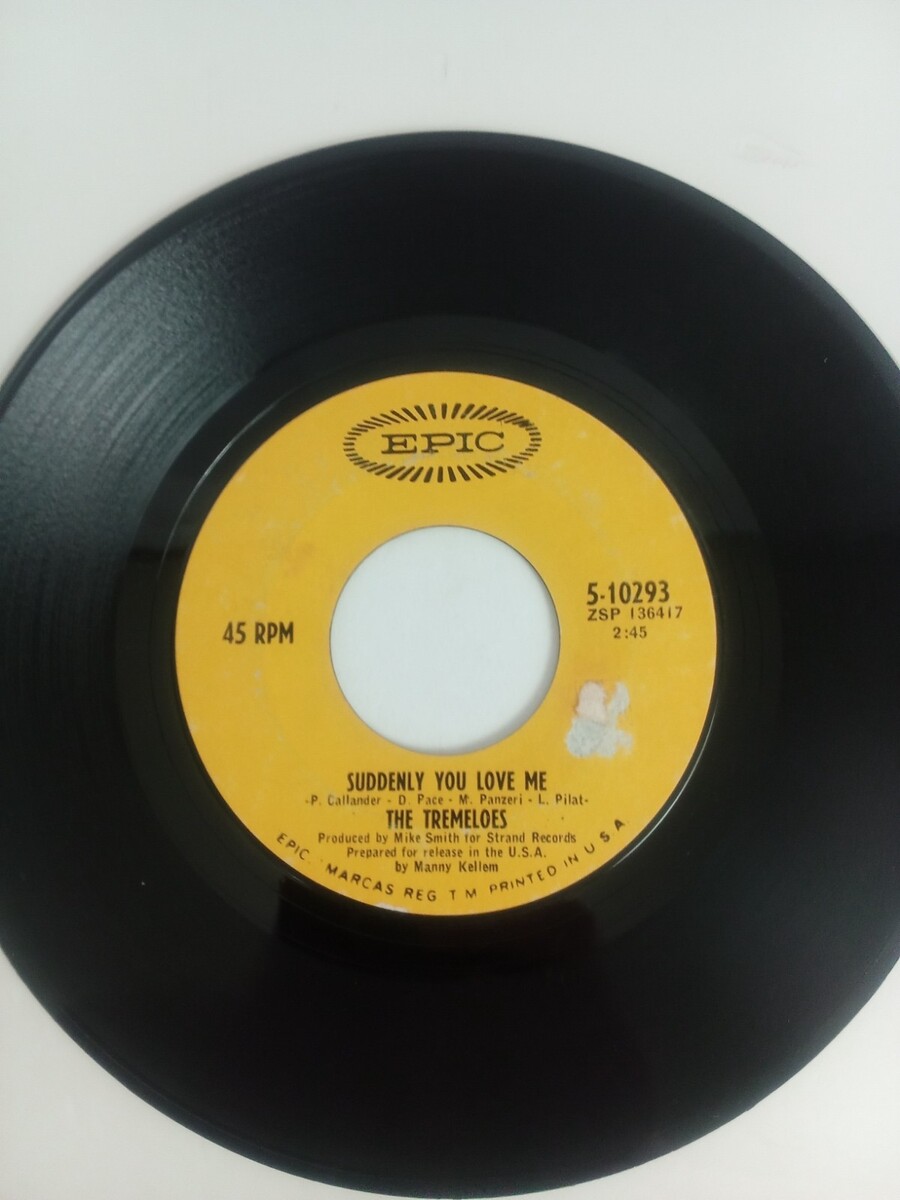 EPIC
45 RPM
5-10293
ZSP 136417
2:45
SUDDENLY YOU LOVE ME
-P. Callander - D. Pace - M. Panzeri - L. Pilat-
THE TREMELOES
Produced by Mike Smith for Strand Records
Prepared for release in the U.S.A.
by Manny Kellem
EPIC. MARCAS REG T M PRINTED IN U S A